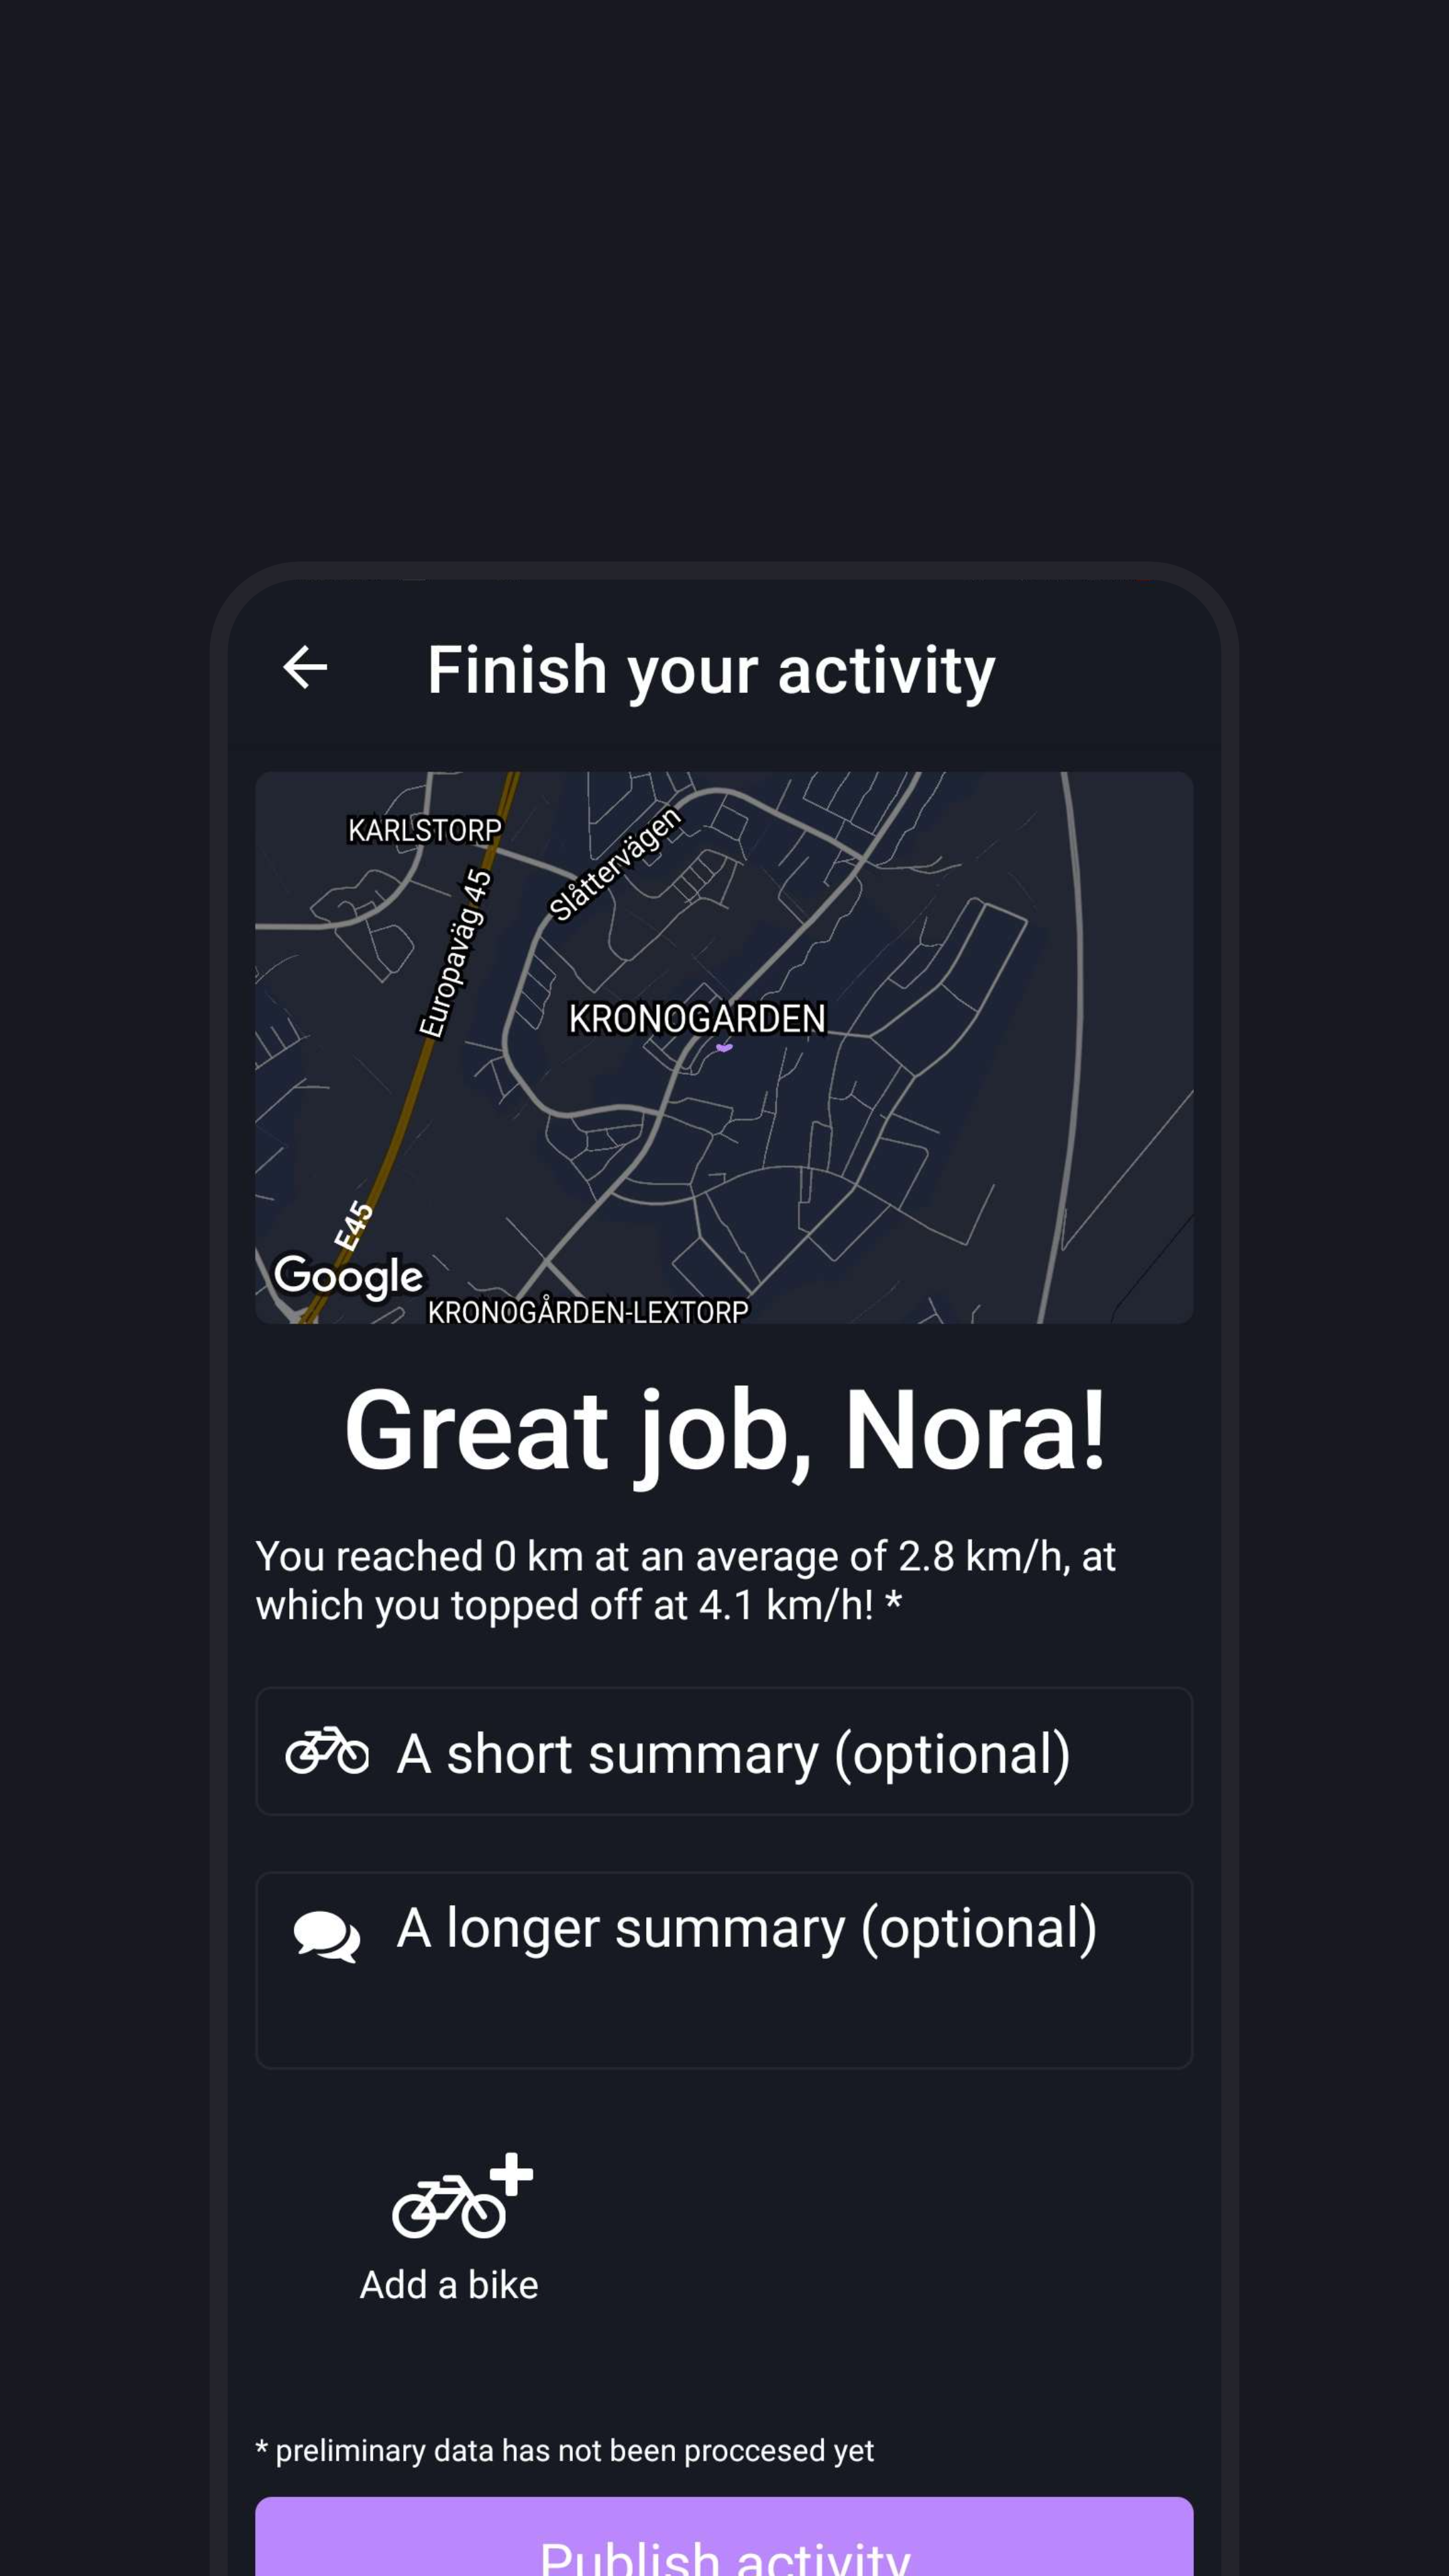 Finish your activity
KARLSTORP
Slåttervägen
Europaväg 45
KRONOGÅRDEN
E45
Google
KRONOGÅRDEN-LEXTORP
Great job, Nora!
You reached 0 km at an average of 2.8 km/h, at
which you topped off at 4.1 km/h! *
A short summary (optional)
A longer summary (optional)
Add a bike
* preliminary data has not been proccesed yet
Publish activity